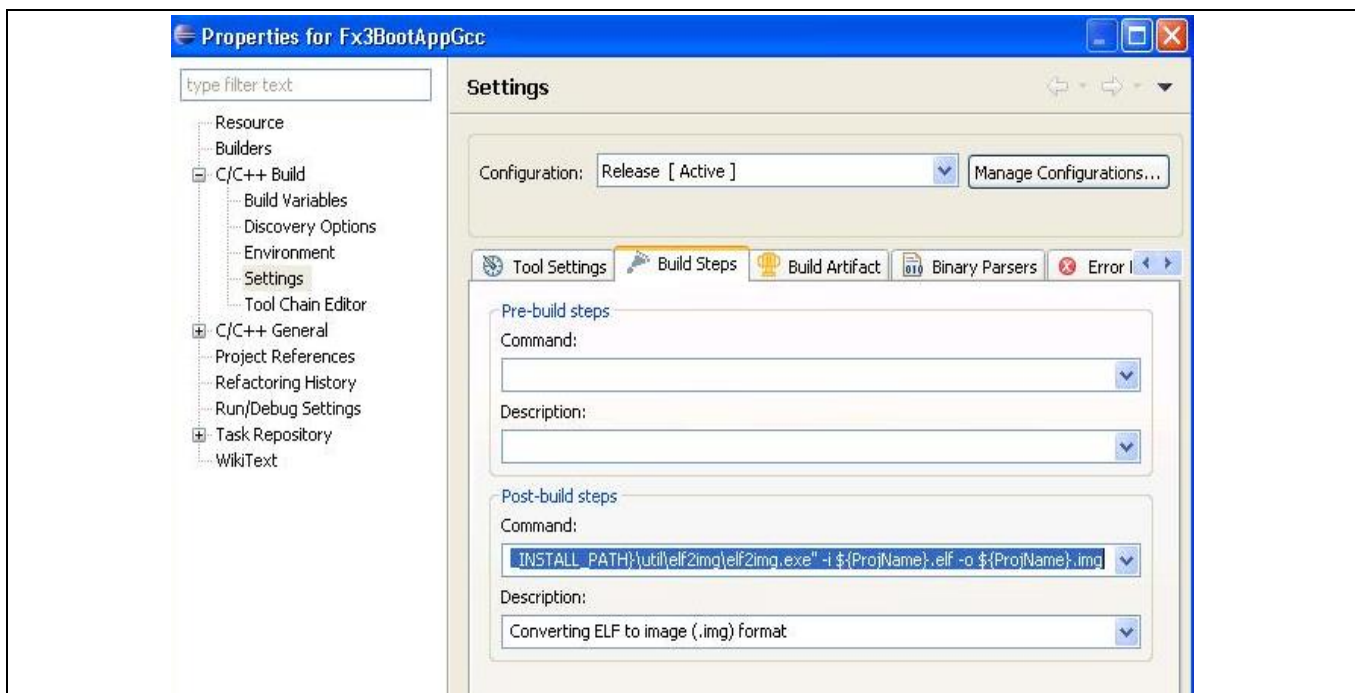 Properties for Fx3BootAppGcc
type filter text
Resource
Builders
C/C++ Build
Build Variables
Discovery Options
Environment
Settings
Tool Chain Editor
C/C++ General
Project References
Refactoring History
Run/Debug Settings
Task Repository
WikiText
Settings
Configuration: Release [ Active ] Manage Configurations...
Tool Settings Build Steps Build Artifact Binary Parsers Error
Pre-build steps
Command:
Description:
Post-build steps
Command:
_INSTALL_PATH}\util\elf2img\elf2img.exe" -i ${ProjName}.elf -o ${ProjName}.img
Description:
Converting ELF to image (.img) format